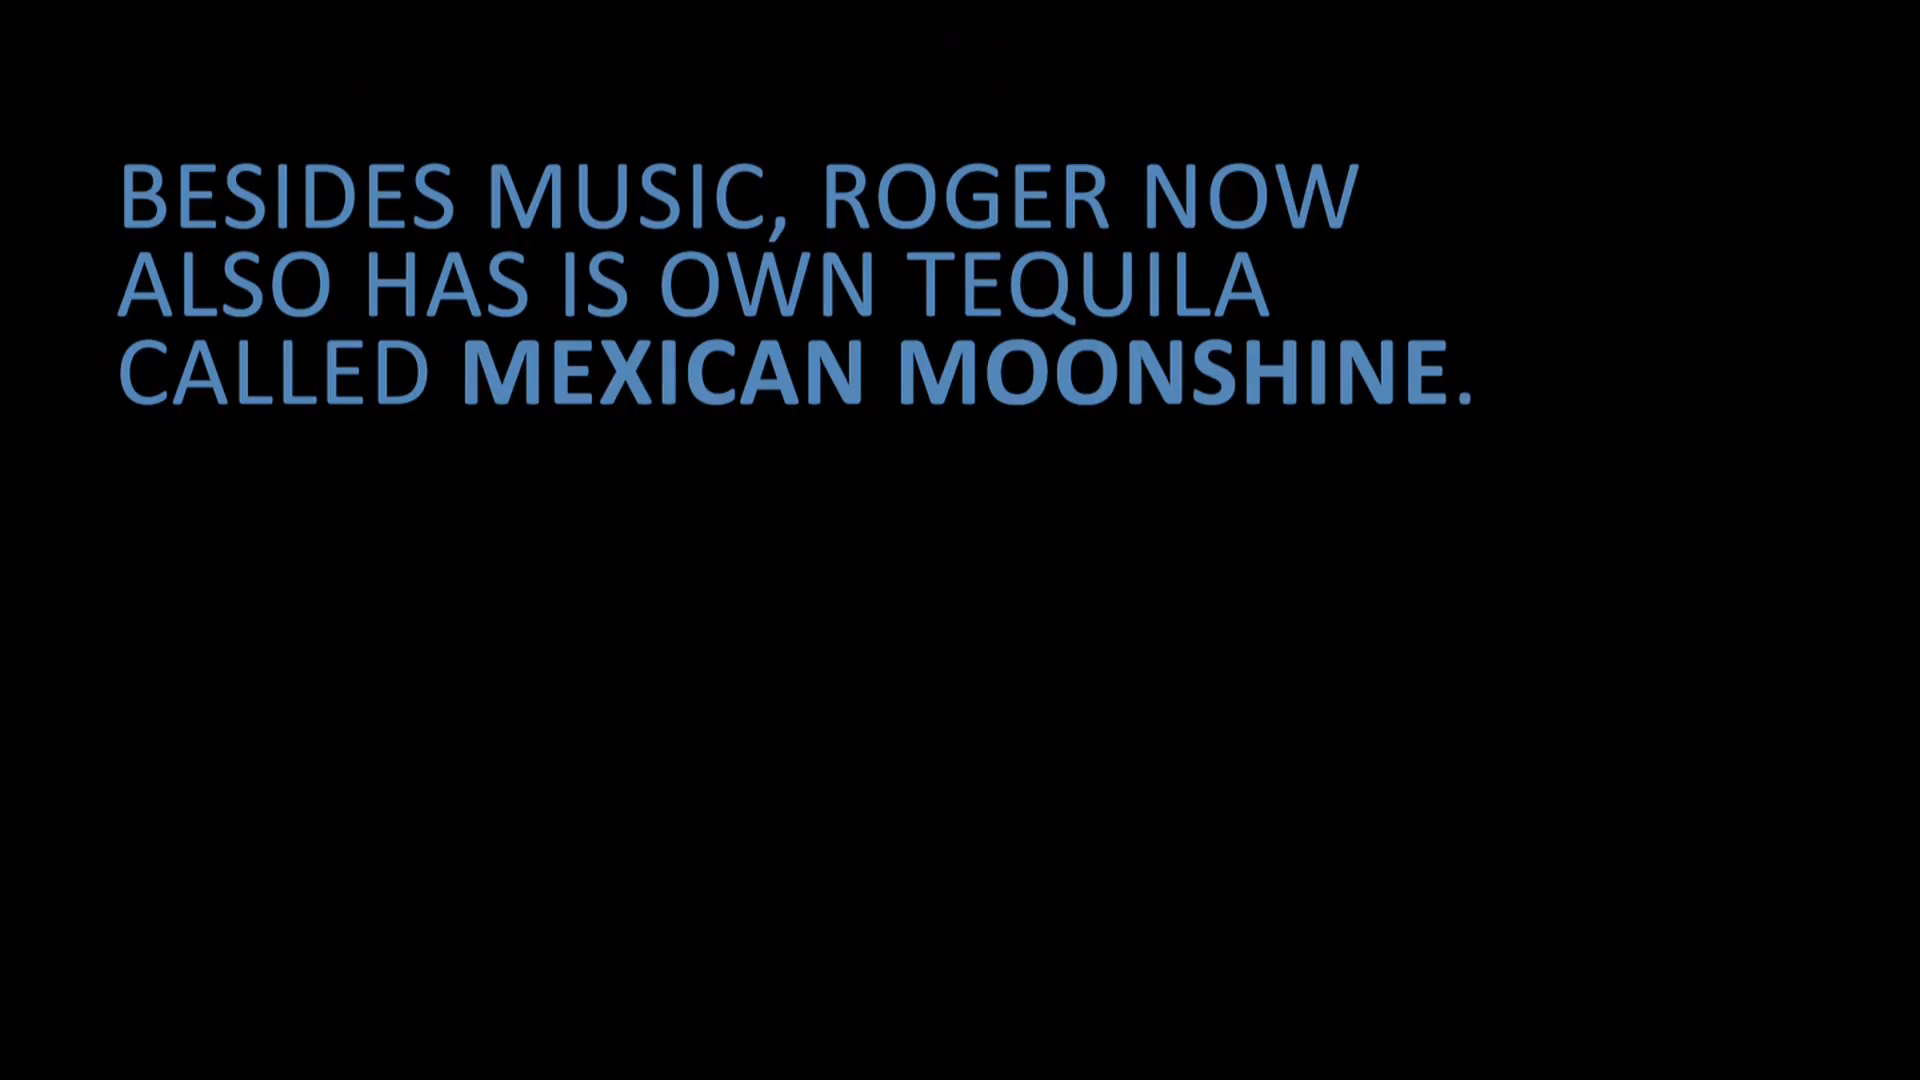 BESIDES MUSIC, ROGER NOW
ALSO HAS IS OWN TEQUILA
CALLED MEXICAN MOONSHINE.